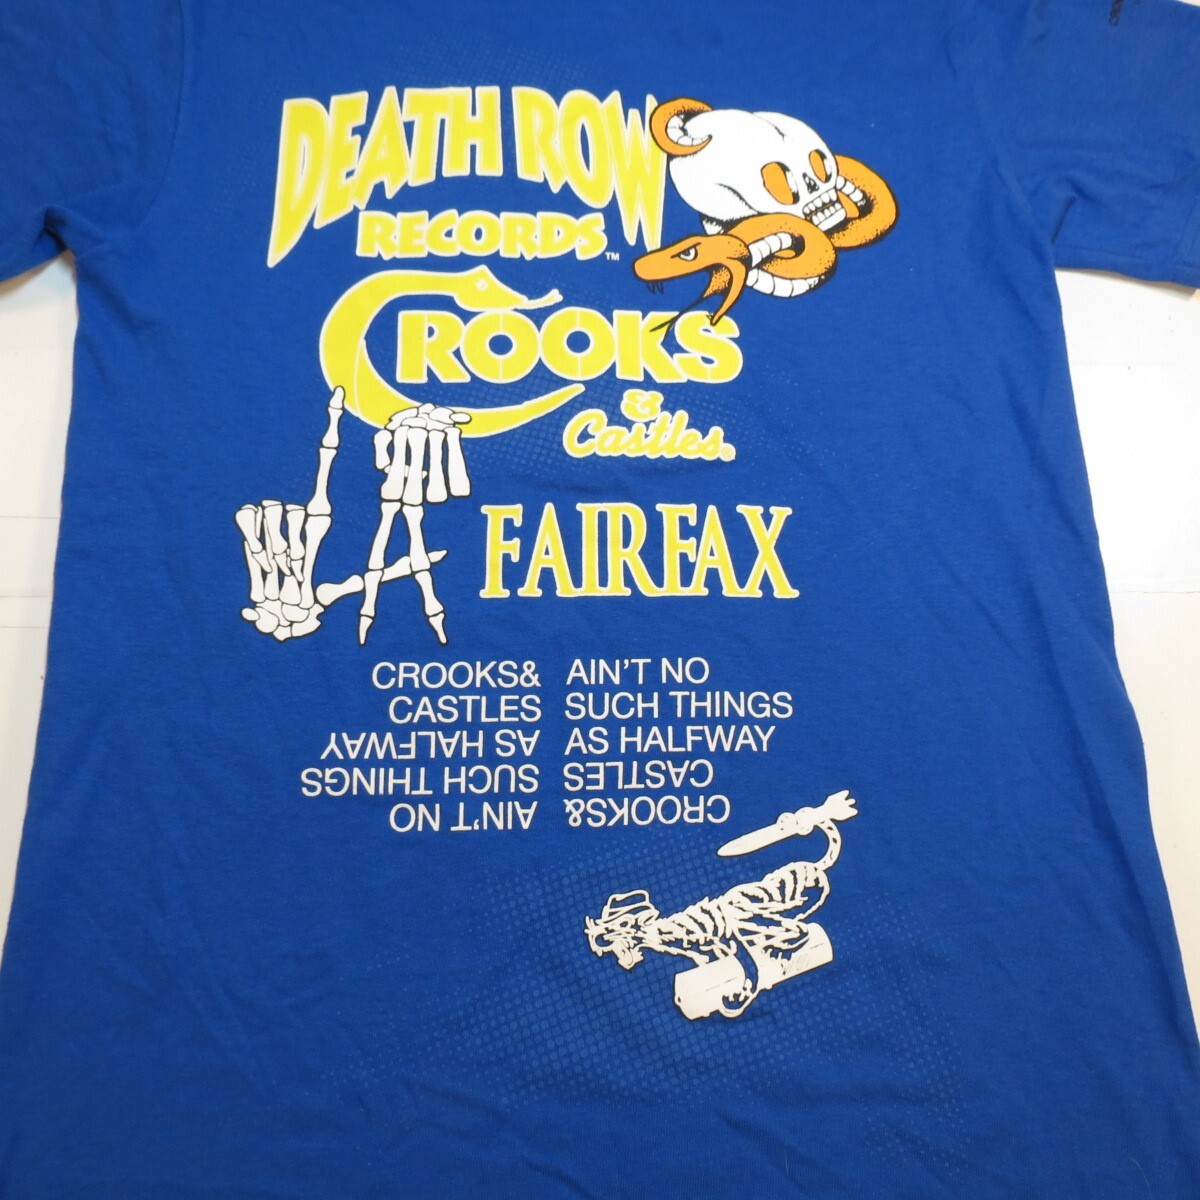 DEATH ROW
RECORDS™
CROOKS
&
Castles®
LA
FAIRFAX
CROOKS& AIN'T NO
CASTLES SUCH THINGS
AS HALFWAY AS HALFWAY
SUCH THINGS CASTLES
AIN'T NO CROOKS&